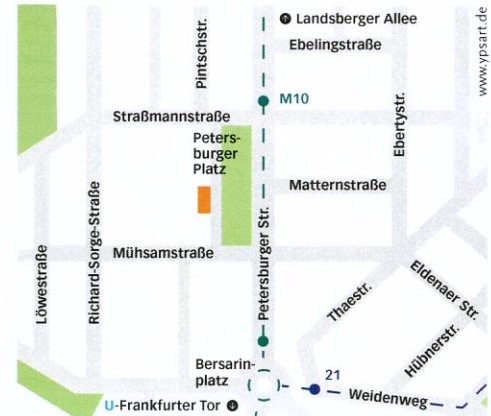 Landsberger Allee
Ebelingstraße
www.ypsart.de
Pintschstr.
M10
Straßmannstraße
Ebertystr.
Peters-
burger
Platz
Matternstraße
Richard-Sorge-Straße
Löwestraße
Mühsamstraße
Petersburger Str.
Thaestr.
Eldenaer Str.
Hübnerstr.
Bersarin-
platz
21
Weidenweg
U-Frankfurter Tor